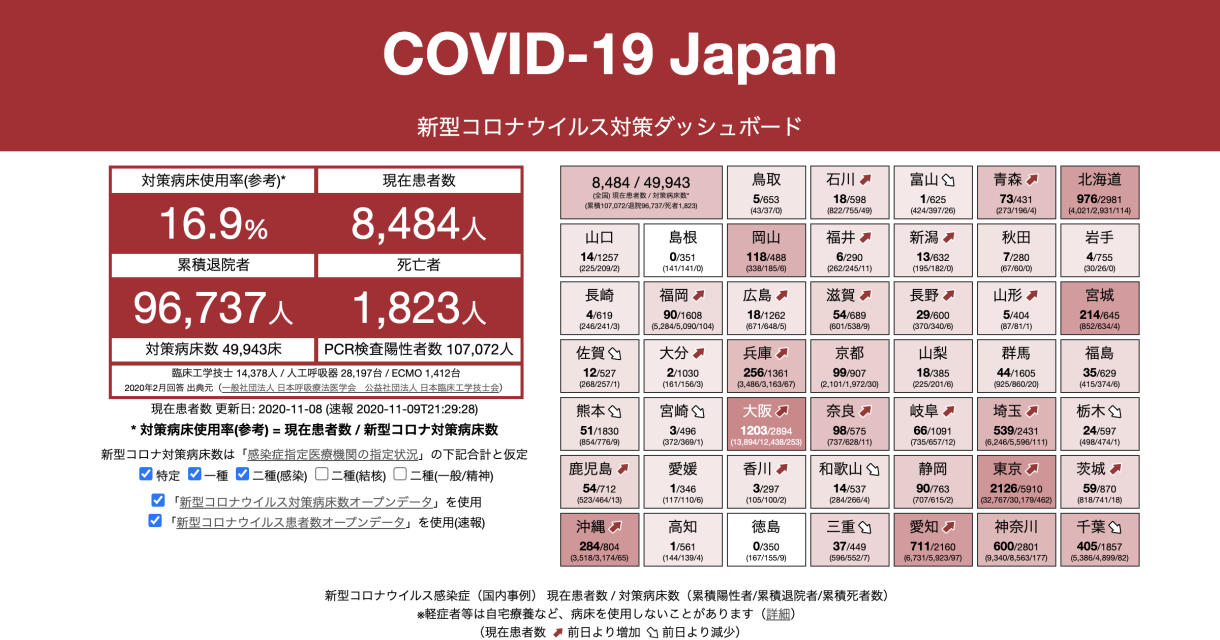 COVID-19 Japan
新型コロナウイルス対策ダッシュボード
対策病床使用率(参考)*
現在患者数
16.9%
8,484人
累積退院者
死亡者
96,737人
1,823人
対策病床数 49,943床
PCR検査陽性者数 107,072人
臨床工学技士 14,378人 / 人工呼吸器 28,197台 / ECMO 1,412台
2020年2月回答 出典元（一般社団法人 日本呼吸療法医学会　公益社団法人 日本臨床工学技士会）
現在患者数 更新日: 2020-11-08 (速報 2020-11-09T21:29:28)
* 対策病床使用率(参考) = 現在患者数 / 新型コロナ対策病床数
新型コロナ対策病床数は「感染症指定医療機関の指定状況」の下記合計と仮定
特定 一種 二種(感染) 二種(結核) 二種(一般/精神)
「新型コロナウイルス対策病床数オープンデータ」を使用
「新型コロナウイルス患者数オープンデータ」を使用(速報)
8,484 / 49,943
(全国) 現在患者数 / 対策病床数*
(累積107,072/退院96,737/死者1,823)
鳥取
5/653
(43/37/0)
石川
18/598
(822/755/49)
富山
1/625
(424/397/26)
青森
73/431
(273/196/4)
北海道
976/2981
(4,021/2,931/114)
山口
14/1257
(225/209/2)
島根
0/351
(141/141/0)
岡山
118/488
(338/185/6)
福井
6/290
(262/245/11)
新潟
13/632
(195/182/0)
秋田
7/280
(67/60/0)
岩手
4/755
(30/26/0)
長崎
4/619
(246/241/3)
福岡
90/1608
(5,284/5,090/104)
広島
18/1262
(671/648/5)
滋賀
54/689
(601/538/9)
長野
29/600
(370/340/6)
山形
5/404
(87/81/1)
宮城
214/645
(852/634/4)
佐賀
12/527
(268/257/1)
大分
2/1030
(161/156/3)
兵庫
256/1361
(3,486/3,163/67)
京都
99/907
(2,101/1,972/30)
山梨
18/385
(225/201/6)
群馬
44/1605
(925/860/20)
福島
35/629
(415/374/6)
熊本
51/1830
(854/776/9)
宮崎
3/496
(372/369/1)
大阪
1203/2894
(13,894/12,438/253)
奈良
98/575
(737/628/11)
岐阜
66/1091
(735/657/12)
埼玉
539/2431
(6,246/5,596/111)
栃木
24/597
(498/474/1)
鹿児島
54/712
(523/464/13)
愛媛
1/346
(117/110/6)
香川
3/297
(105/100/2)
和歌山
14/537
(284/266/4)
静岡
90/763
(707/615/2)
東京
2126/5910
(32,767/30,179/462)
茨城
59/870
(818/741/18)
沖縄
284/804
(3,518/3,174/65)
高知
1/561
(144/139/4)
徳島
0/350
(167/155/9)
三重
37/449
(596/552/7)
愛知
711/2160
(6,731/5,923/97)
神奈川
600/2801
(9,340/8,563/177)
千葉
405/1857
(5,386/4,899/82)
新型コロナウイルス感染症（国内事例） 現在患者数 / 対策病床数（累積陽性者/累積退院者/累積死者数）
※軽症者等は自宅療養など、病床を使用しないことがあります（詳細）
（現在患者数 前日より増加 前日より減少）